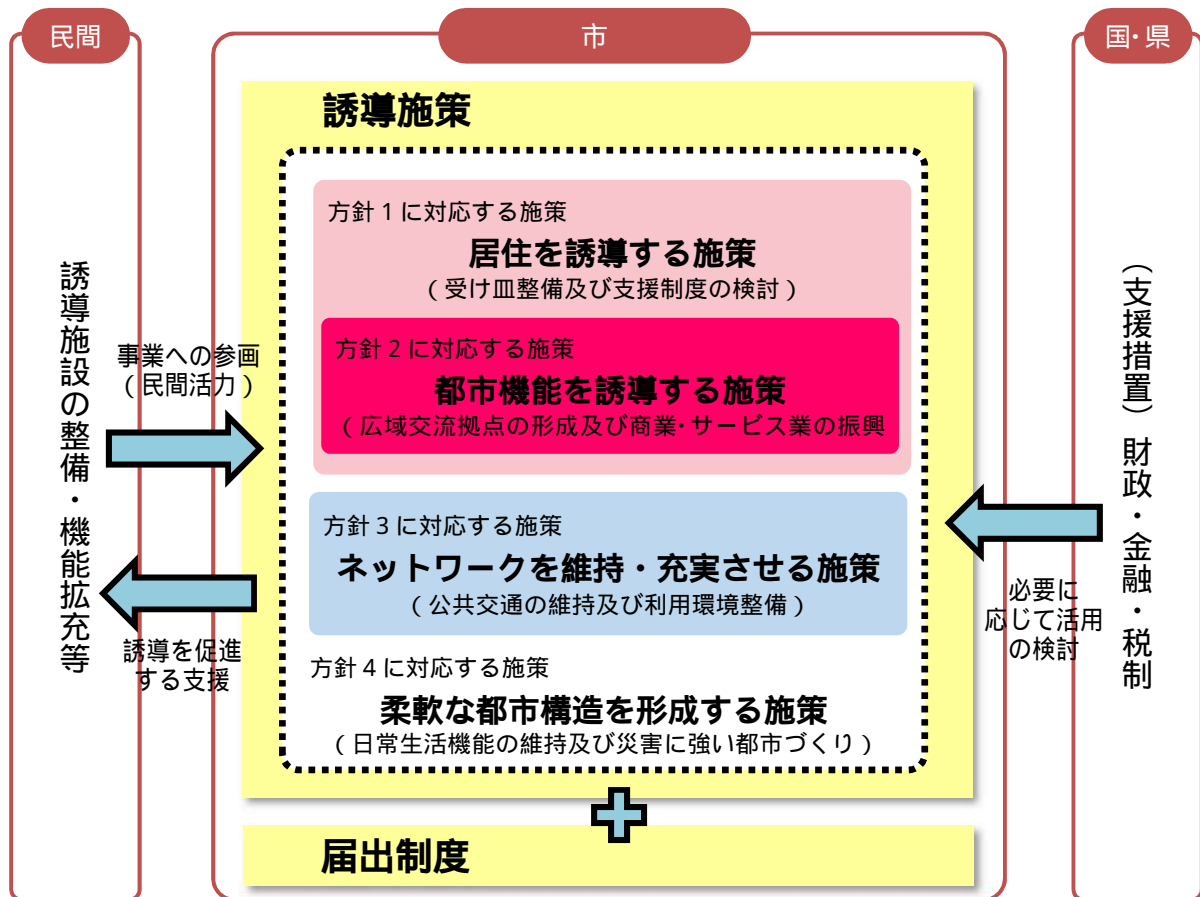 民間
市
国・県
誘導施設の整備・機能拡充等
事業への参画
(民間活力)
誘導を促進
する支援
誘導施策
方針1に対応する施策
居住を誘導する施策
(受け皿整備及び支援制度の検討)
方針2に対応する施策
都市機能を誘導する施策
(広域交流拠点の形成及び商業・サービス業の振興
方針3に対応する施策
ネットワークを維持・充実させる施策
(公共交通の維持及び利用環境整備)
方針4に対応する施策
柔軟な都市構造を形成する施策
(日常生活機能の維持及び災害に強い都市づくり)
届出制度
必要に
応じて活用
の検討
(支援措置)財政・金融・税制